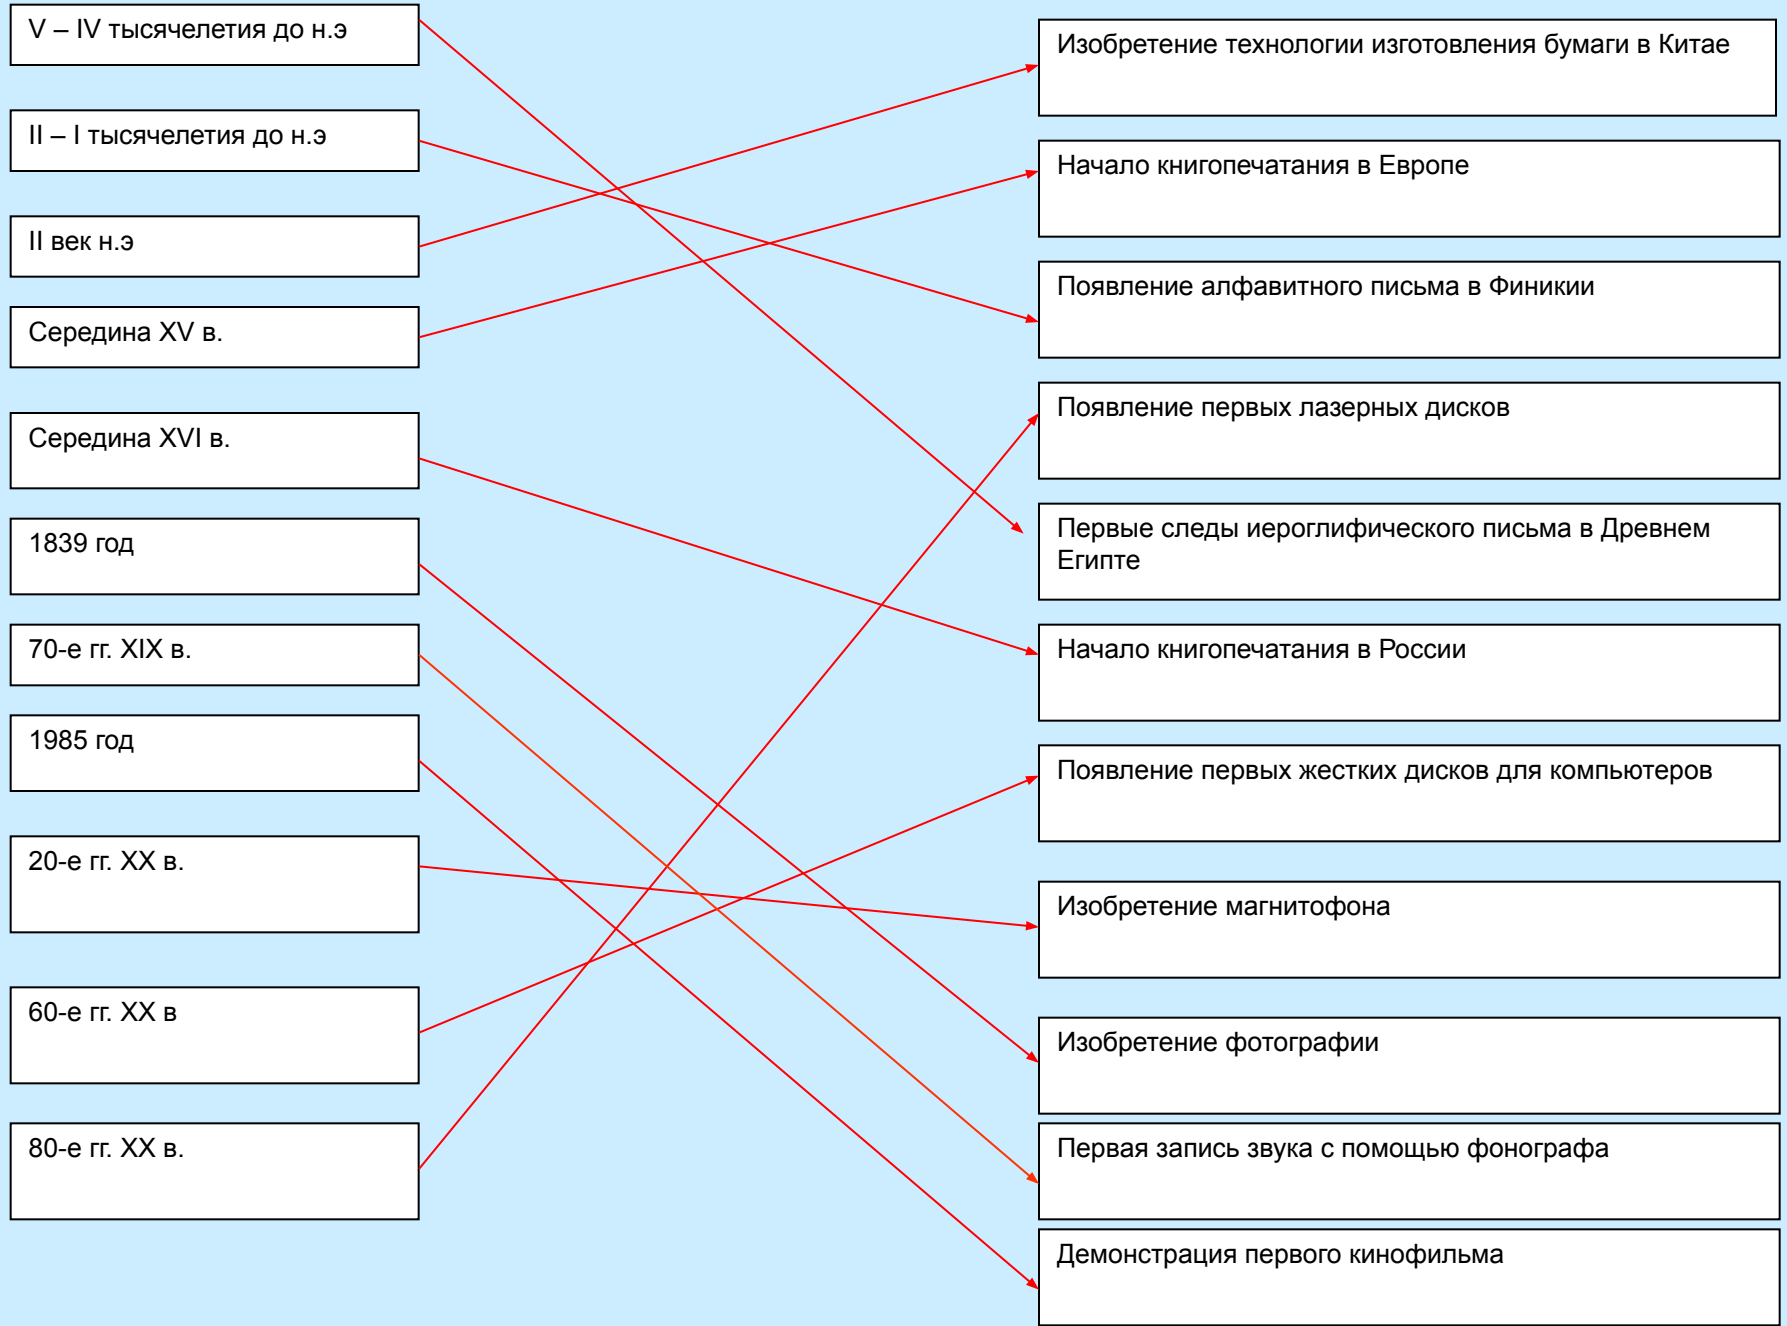 V – IV тысячелетия до н.э
II – I тысячелетия до н.э
II век н.э
Середина XV в.
Середина XVI в.
1839 год
70-е гг. XIX в.
1985 год
20-е гг. XX в.
60-е гг. XX в
80-е гг. XX в.
Изобретение технологии изготовления бумаги в Китае
Начало книгопечатания в Европе
Появление алфавитного письма в Финикии
Появление первых лазерных дисков
Первые следы иероглифического письма в Древнем
Египте
Начало книгопечатания в России
Появление первых жестких дисков для компьютеров
Изобретение магнитофона
Изобретение фотографии
Первая запись звука с помощью фонографа
Демонстрация первого кинофильма